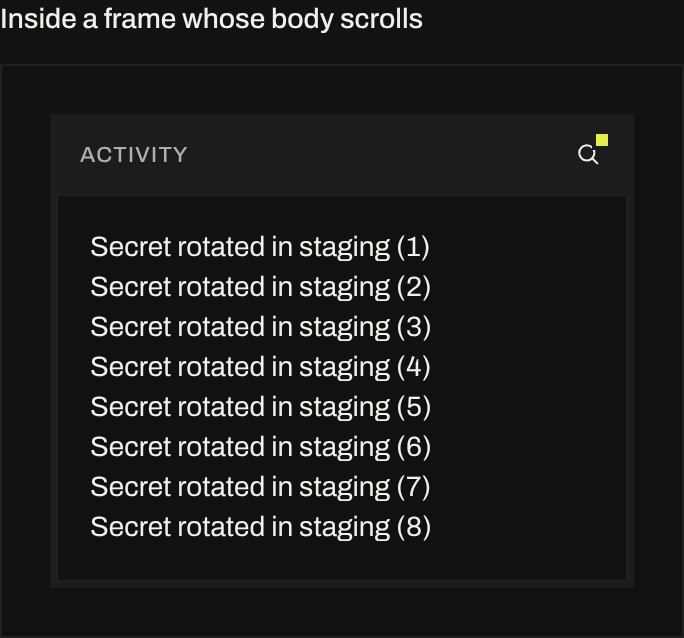 Inside a frame whose body scrolls
ACTIVITY
Secret rotated in staging (1)
Secret rotated in staging (2)
Secret rotated in staging (3)
Secret rotated in staging (4)
Secret rotated in staging (5)
Secret rotated in staging (6)
Secret rotated in staging (7)
Secret rotated in staging (8)